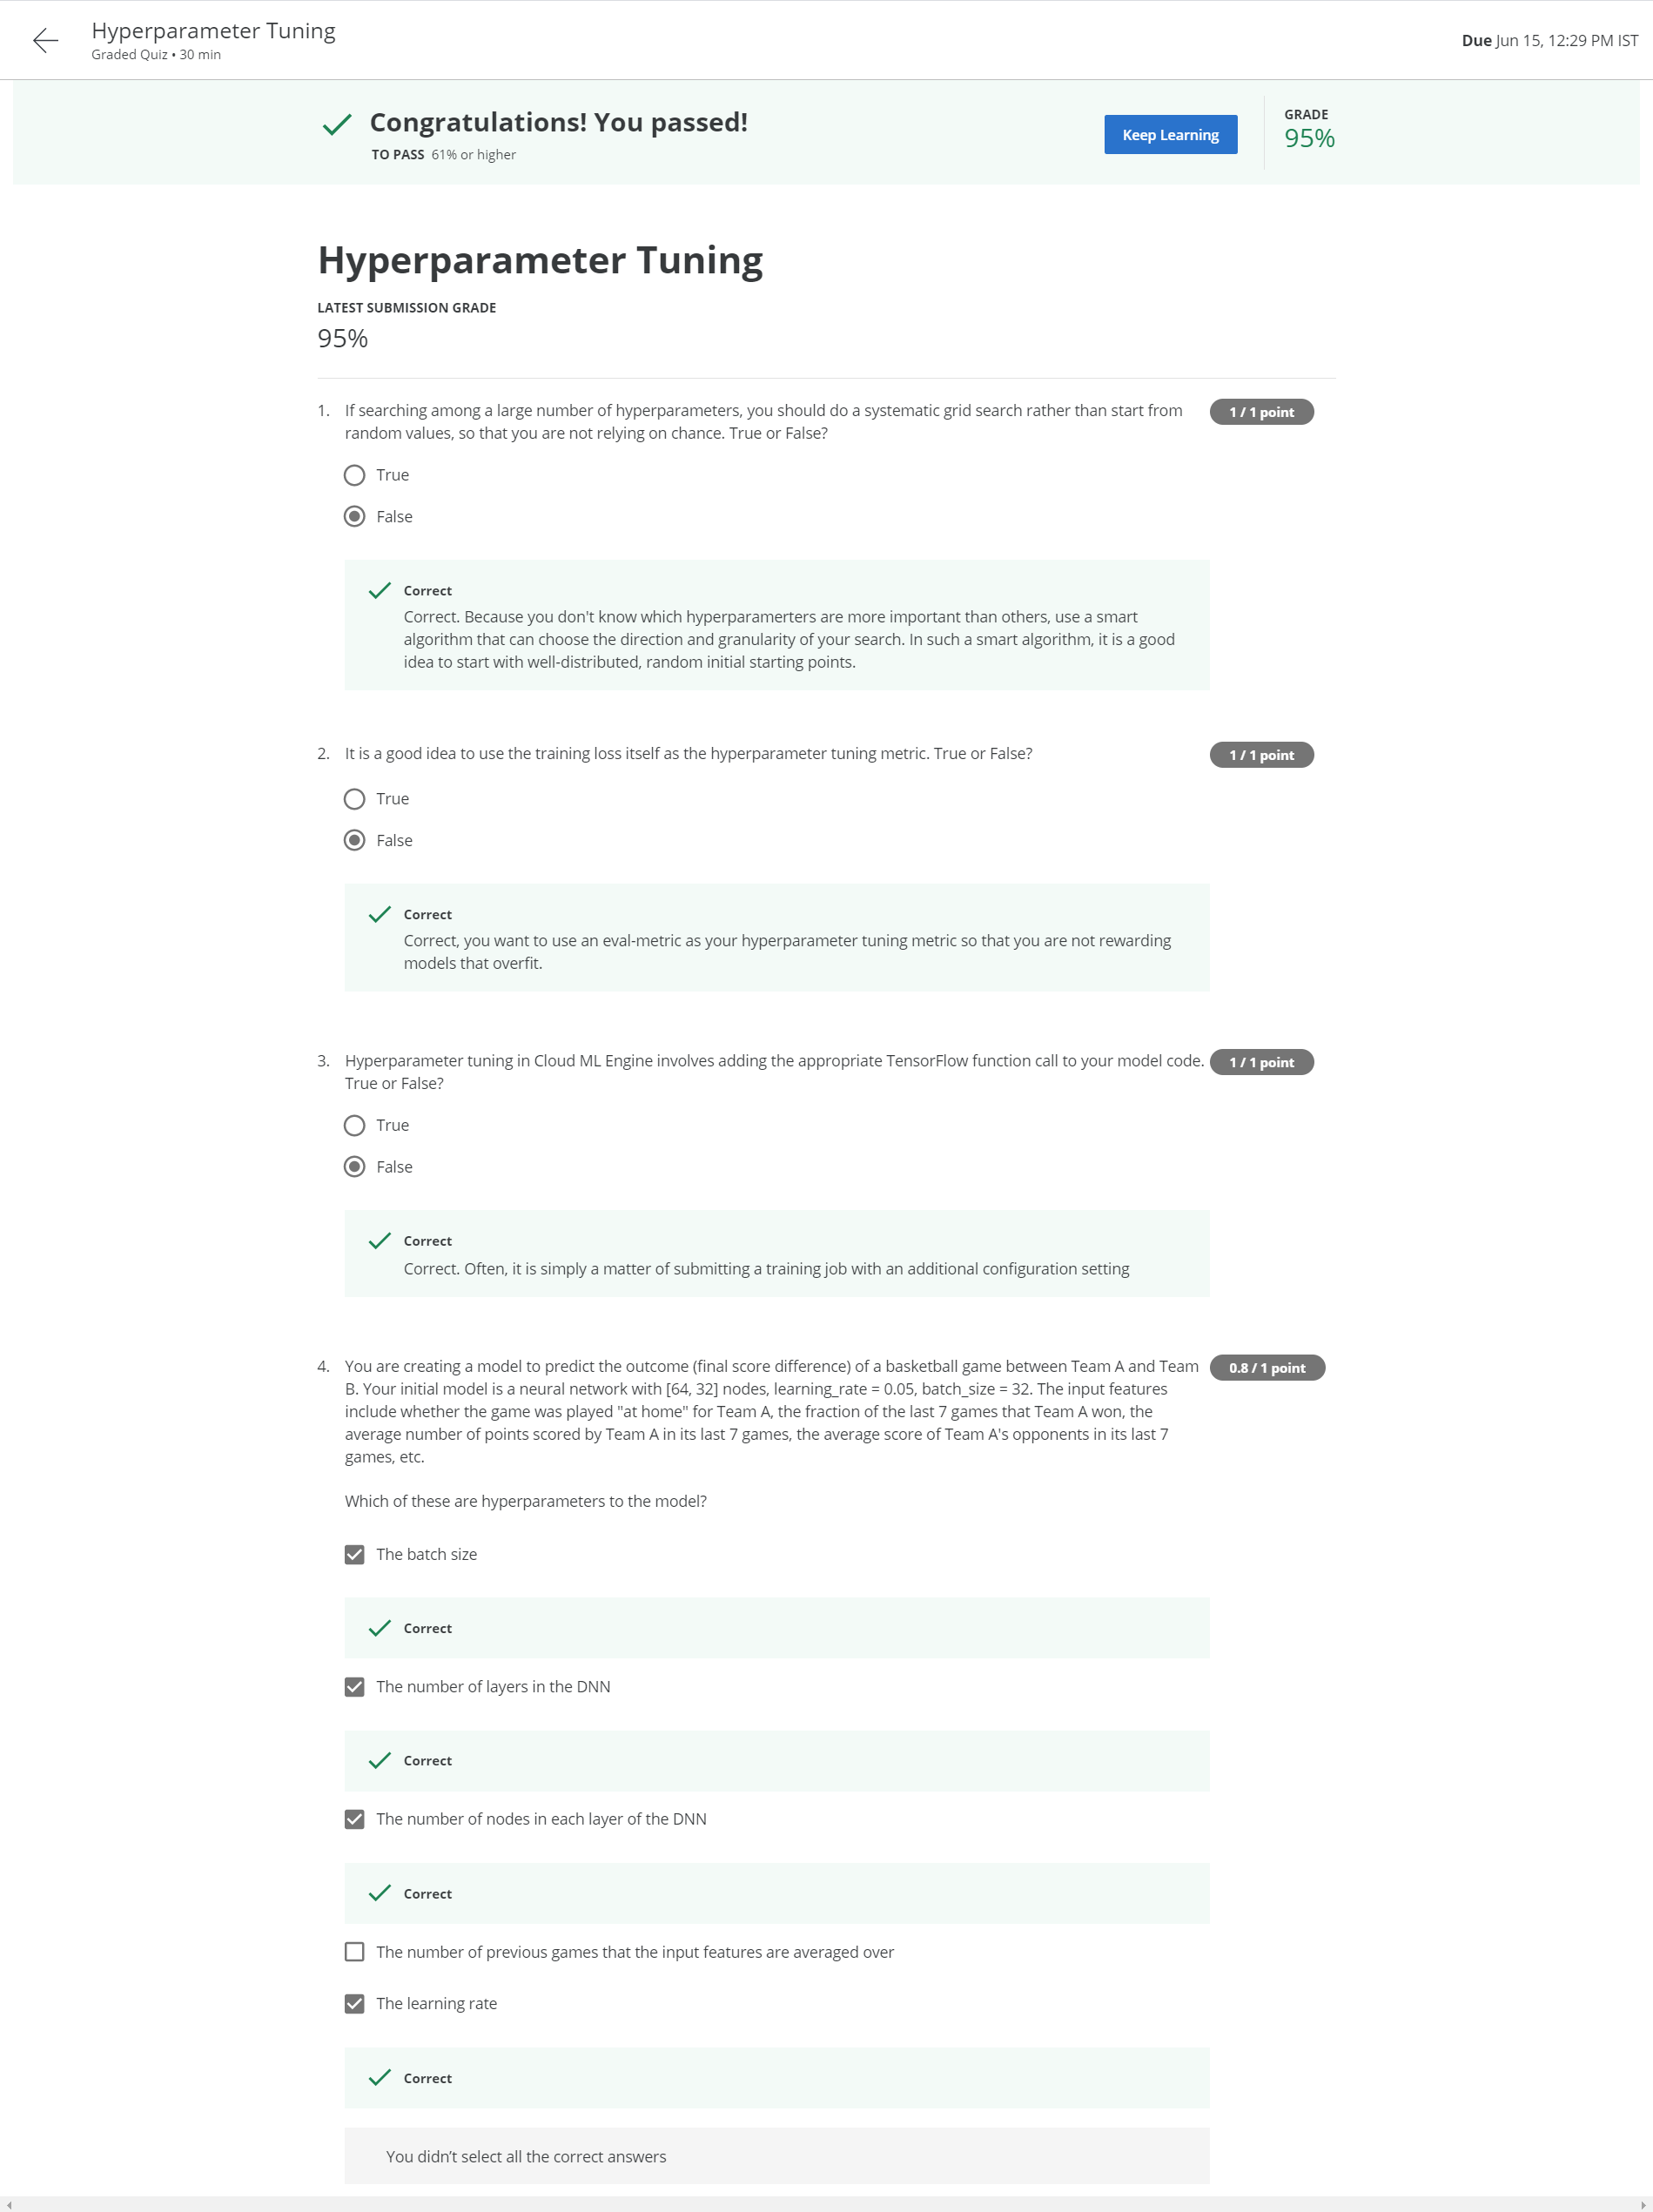 Hyperparameter Tuning
Graded Quiz • 30 min
Due Jun 15, 12:29 PM IST
Congratulations! You passed!
TO PASS 61% or higher
Keep Learning
GRADE
95%
Hyperparameter Tuning
LATEST SUBMISSION GRADE
95%
1. If searching among a large number of hyperparameters, you should do a systematic grid search rather than start from
random values, so that you are not relying on chance. True or False?
1 / 1 point
True
False
Correct
Correct. Because you don't know which hyperparamerters are more important than others, use a smart
algorithm that can choose the direction and granularity of your search. In such a smart algorithm, it is a good
idea to start with well-distributed, random initial starting points.
2. It is a good idea to use the training loss itself as the hyperparameter tuning metric. True or False?
1 / 1 point
True
False
Correct
Correct, you want to use an eval-metric as your hyperparameter tuning metric so that you are not rewarding
models that overfit.
3. Hyperparameter tuning in Cloud ML Engine involves adding the appropriate TensorFlow function call to your model code.
True or False?
1 / 1 point
True
False
Correct
Correct. Often, it is simply a matter of submitting a training job with an additional configuration setting
4. You are creating a model to predict the outcome (final score difference) of a basketball game between Team A and Team
B. Your initial model is a neural network with [64, 32] nodes, learning_rate = 0.05, batch_size = 32. The input features
include whether the game was played "at home" for Team A, the fraction of the last 7 games that Team A won, the
average number of points scored by Team A in its last 7 games, the average score of Team A's opponents in its last 7
games, etc.
0.8 / 1 point
Which of these are hyperparameters to the model?
The batch size
Correct
The number of layers in the DNN
Correct
The number of nodes in each layer of the DNN
Correct
The number of previous games that the input features are averaged over
The learning rate
Correct
You didn’t select all the correct answers